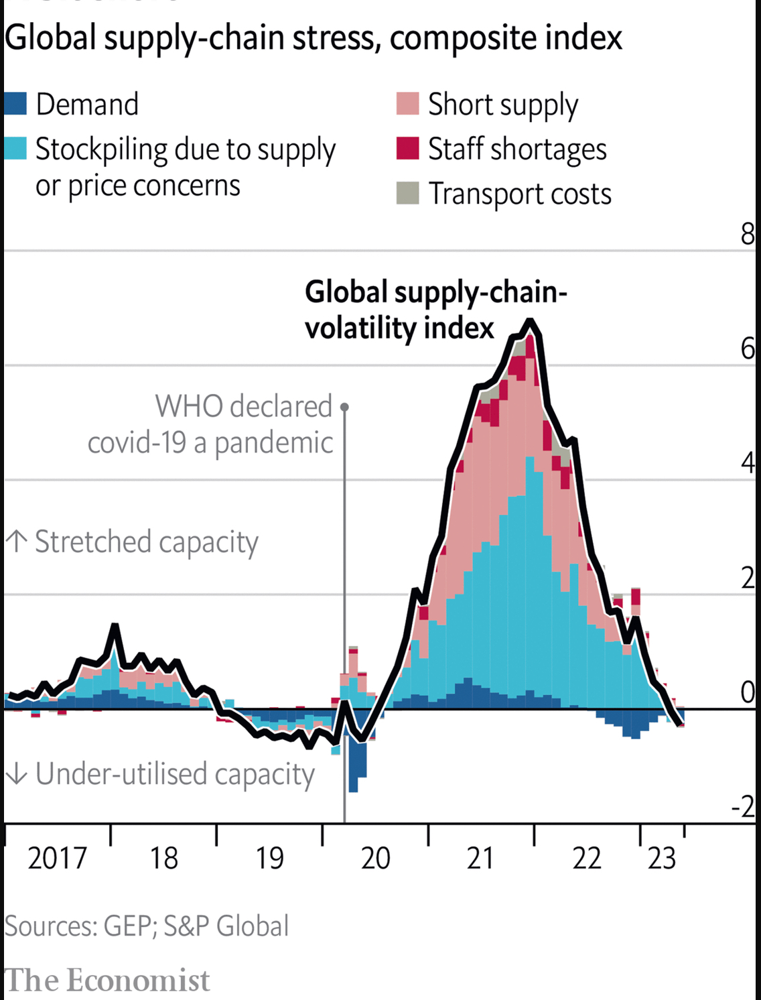 Global supply-chain stress, composite index
Demand
Stockpiling due to supply
or price concerns
Short supply
Staff shortages
Transport costs
8
Global supply-chain-
volatility index
6
WHO declared
covid-19 a pandemic
4
↑ Stretched capacity
2
0
↓ Under-utilised capacity
-2
2017 18 19 20 21 22 23
Sources: GEP; S&P Global
The Economist